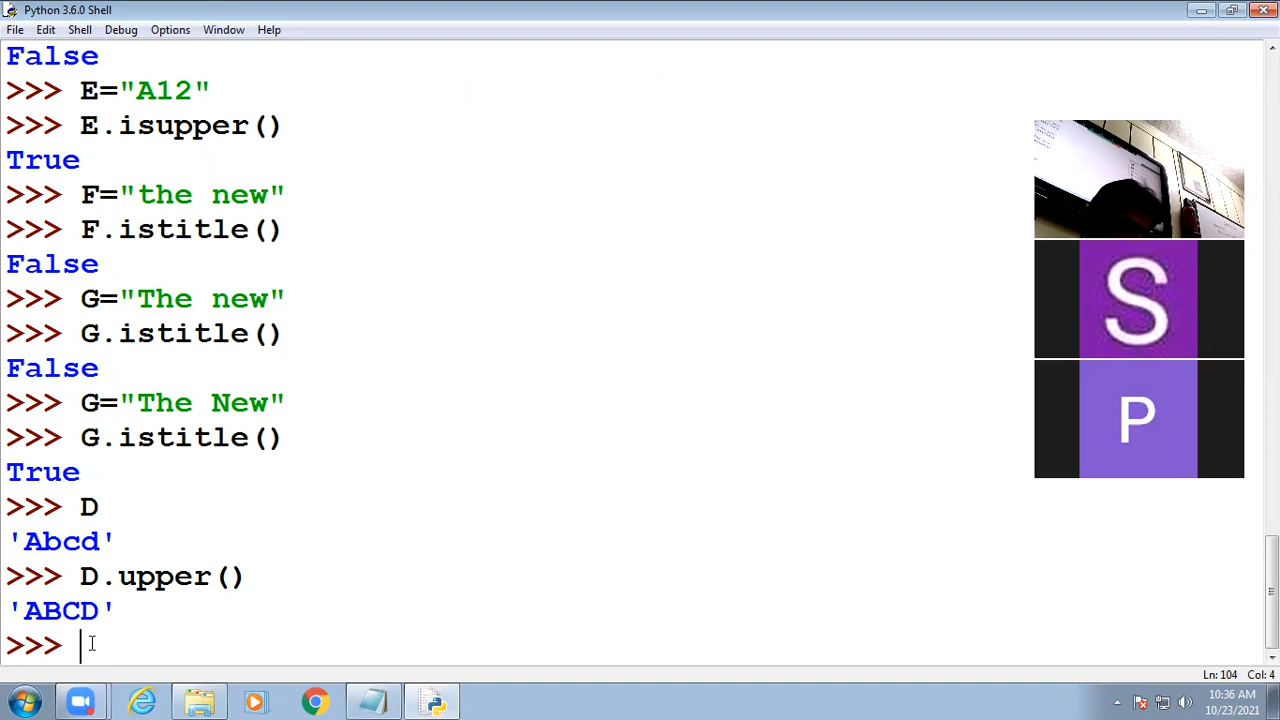 Python 3.6.0 Shell
File Edit Shell Debug Options Window Help
False
>>> E="A12"
>>> E.isupper()
True
>>> F="the new"
>>> F.istitle()
False
>>> G="The new"
>>> G.istitle()
False
>>> G="The New"
>>> G.istitle()
True
>>> D
'Abcd'
>>> D.upper()
'ABCD'
>>>
S
P
Ln: 104 Col: 4
10:36 AM
10/23/2021